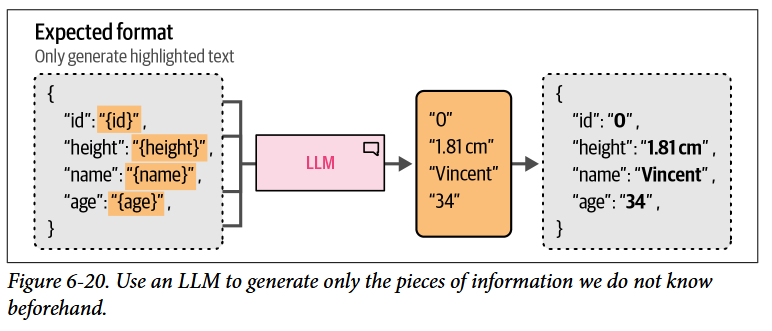 Expected format
Only generate highlighted text
{
“id”: “{id}”,
“height”: “{height}”,
“name”: “{name}”,
“age”: “{age}”,
}
LLM
“0”
“1.81 cm”
“Vincent”
“34”
{
“id”: “0”,
“height”: “1.81 cm”,
“name”: “Vincent”,
“age”: “34”,
}
Figure 6-20. Use an LLM to generate only the pieces of information we do not know
beforehand.